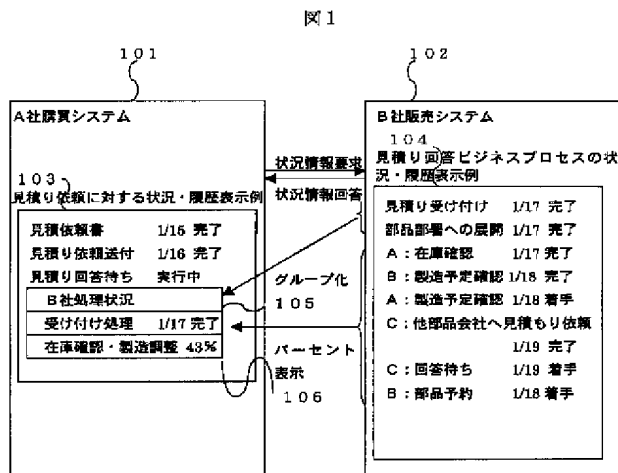 図1
101
102
A社購買システム
B社販売システム
104
状況情報要求
見積り回答ビジネスプロセスの状
況・履歴表示例
103
状況情報回答
見積り依頼に対する状況・履歴表示例
見積依頼書 1/15 完了
見積り依頼送付 1/16 完了
見積り回答待ち 実行中
B社処理状況
受け付け処理 1/17 完了
在庫確認・製造調整 43%
グループ化
105
パーセント
表示
106
見積り受け付け 1/17 完了
部品部署への展開 1/17 完了
A:在庫確認 1/17 完了
B:製造予定確認 1/18 完了
A:製造予定確認 1/18 着手
C:他部品会社へ見積もり依頼
1/19 完了
C:回答待ち 1/19 着手
B:部品予約 1/18 着手